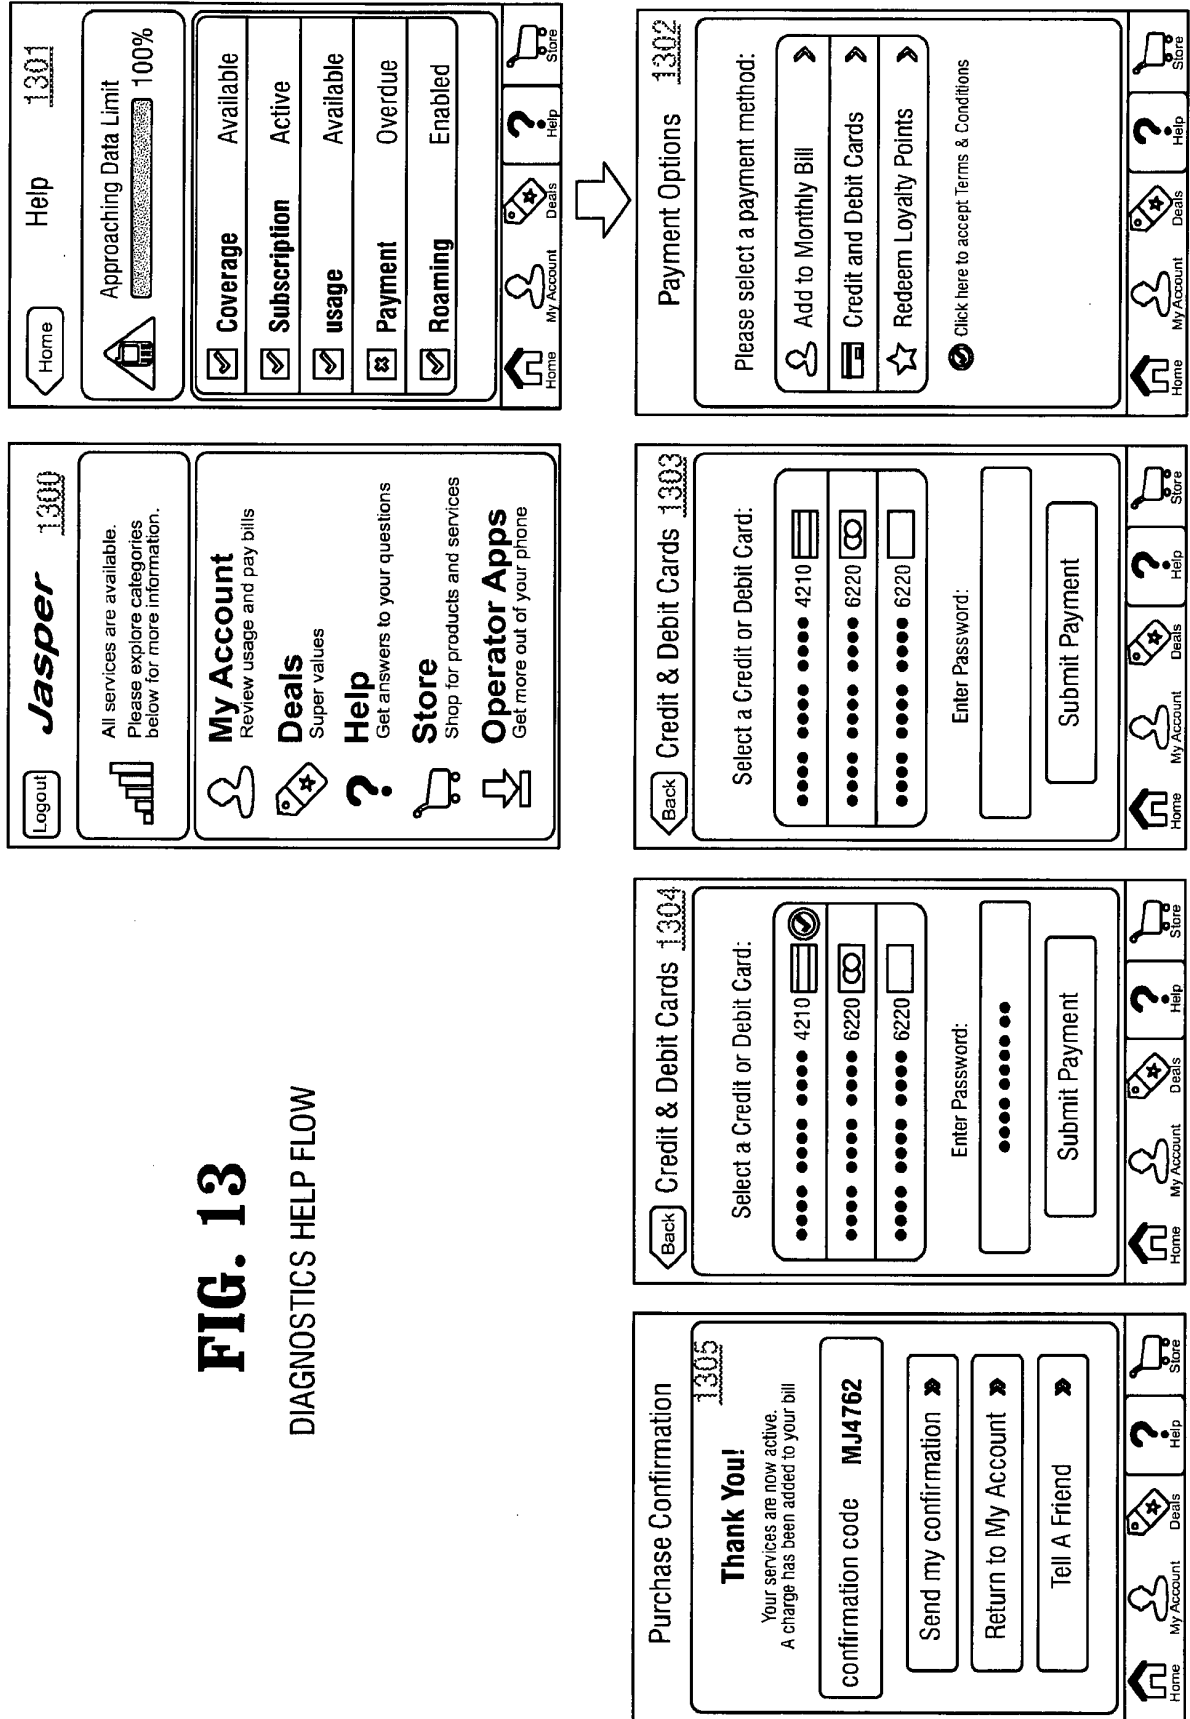 FIG. 13
DIAGNOSTICS HELP FLOW
Logout
Jasper
1300
All services are available.
Please explore categories
below for more information.
My Account
Review usage and pay bills
Deals
Super values
Help
Get answers to your questions
Store
Shop for products and services
Operator Apps
Get more out of your phone
Home
Help
1301
Approaching Data Limit
100%
Coverage Available
Subscription Active
usage Available
Payment Overdue
Roaming Enabled
Home My Account Deals Help Store
Purchase Confirmation
1305
Thank You!
Your services are now active.
A charge has been added to your bill
confirmation code MJ4762
Send my confirmation
Return to My Account
Tell A Friend
Home My Account Deals Help Store
Back
Credit & Debit Cards 1304
Select a Credit or Debit Card:
•••• •••• •••• 4210
•••• •••• •••• 6220
•••• •••• •••• 6220
Enter Password:
••••••••••
Submit Payment
Home My Account Deals Help Store
Back
Credit & Debit Cards 1303
Select a Credit or Debit Card:
•••• •••• •••• 4210
•••• •••• •••• 6220
•••• •••• •••• 6220
Enter Password:
Submit Payment
Home My Account Deals Help Store
Payment Options 1302
Please select a payment method:
Add to Monthly Bill
Credit and Debit Cards
Redeem Loyalty Points
Click here to accept Terms & Conditions
Home My Account Deals Help Store